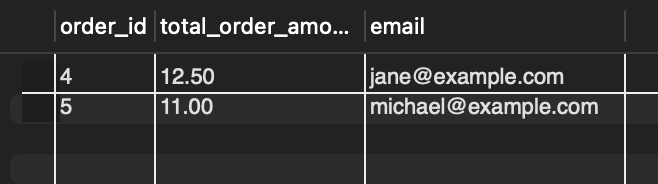 order_id total_order_amo... email
4 12.50 jane@example.com
5 11.00 michael@example.com